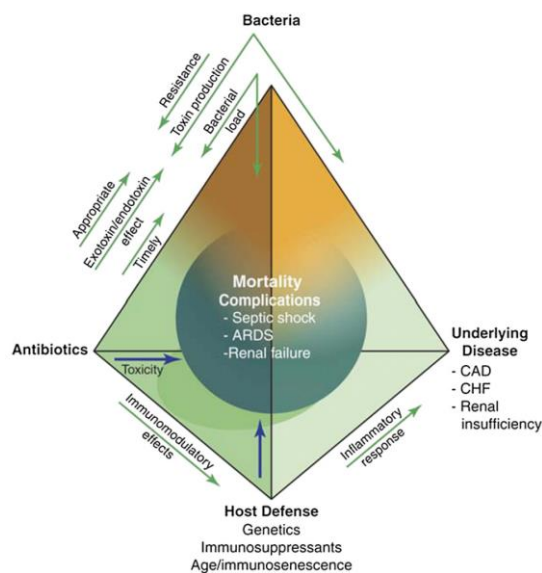 Bacteria
Resistance
Toxin production
Bacterial
load
Appropriate
Exotoxin/endotoxin
effect
Timely
Mortality
Complications
- Septic shock
- ARDS
-Renal failure
Antibiotics
Toxicity
Underlying
Disease
- CAD
- CHF
- Renal
insufficiency
Immunomodulatory
effects
Inflammatory
response
Host Defense
Genetics
Immunosuppressants
Age/immunosenescence